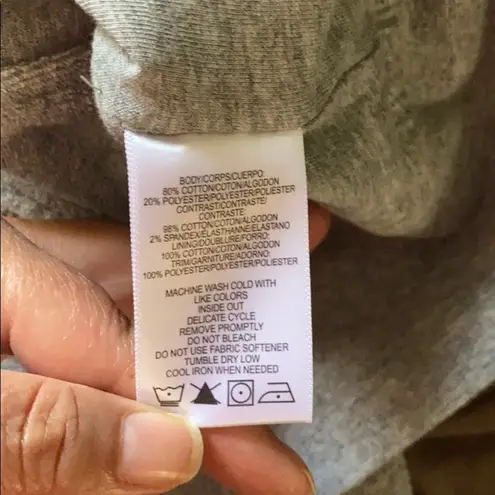 BODY/CORPS/CUERPO:
80% COTTON/COTON/ALGODON
20% POLYESTER/POLYESTER/POLIESTER
CONTRAST/CONTRASTE/
CONTRASTE:
98% COTTON/COTON/ALGODON
2% SPANDEX/ELASTHANNE/ELASTANO
LINING/DOUBLURE/FORRO:
100% COTTON/COTON/ALGODON
TRIM/GARNITURE/ADORNO:
100% POLYESTER/POLYESTER/POLIESTER
MACHINE WASH COLD WITH
LIKE COLORS
INSIDE OUT
DELICATE CYCLE
REMOVE PROMPTLY
DO NOT BLEACH
DO NOT USE FABRIC SOFTENER
TUMBLE DRY LOW
COOL IRON WHEN NEEDED